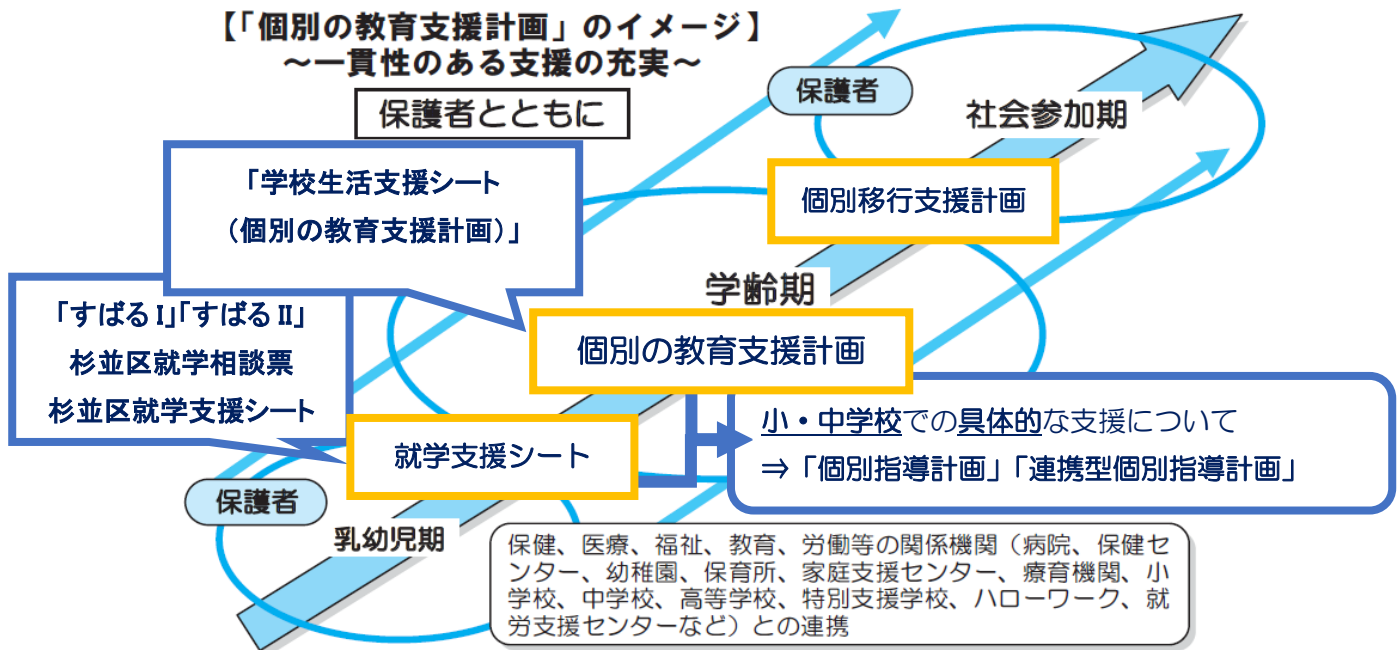 【「個別の教育支援計画」のイメージ】
～一貫性のある支援の充実～
保護者とともに
保護者
社会参加期
「学校生活支援シート
（個別の教育支援計画）」
個別移行支援計画
学齢期
「すばるⅠ」「すばるⅡ」
杉並区就学相談票
杉並区就学支援シート
個別の教育支援計画
小・中学校での具体的な支援について
⇒「個別指導計画」「連携型個別指導計画」
就学支援シート
保護者
乳幼児期
保健、医療、福祉、教育、労働等の関係機関（病院、保健セ
ンター、幼稚園、保育所、家庭支援センター、療育機関、小
学校、中学校、高等学校、特別支援学校、ハローワーク、就
労支援センターなど）との連携